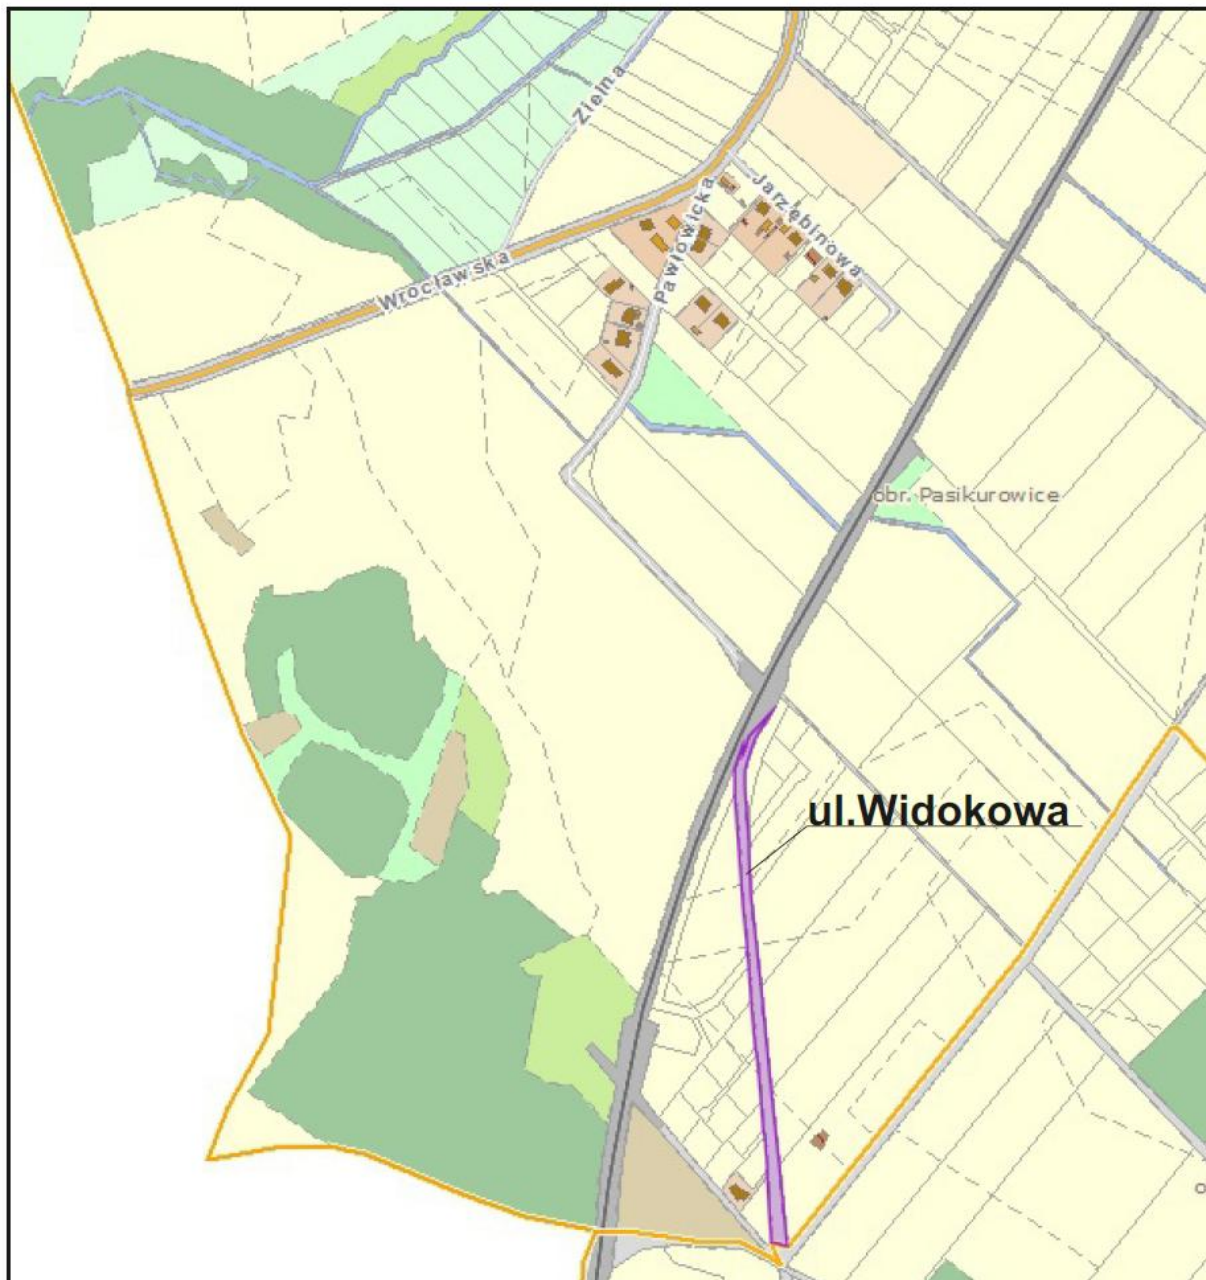 Zielna
Jarzębinowa
Pawłowicka
Wrocławska
obr. Pasikurowice
ul.Widokowa
o